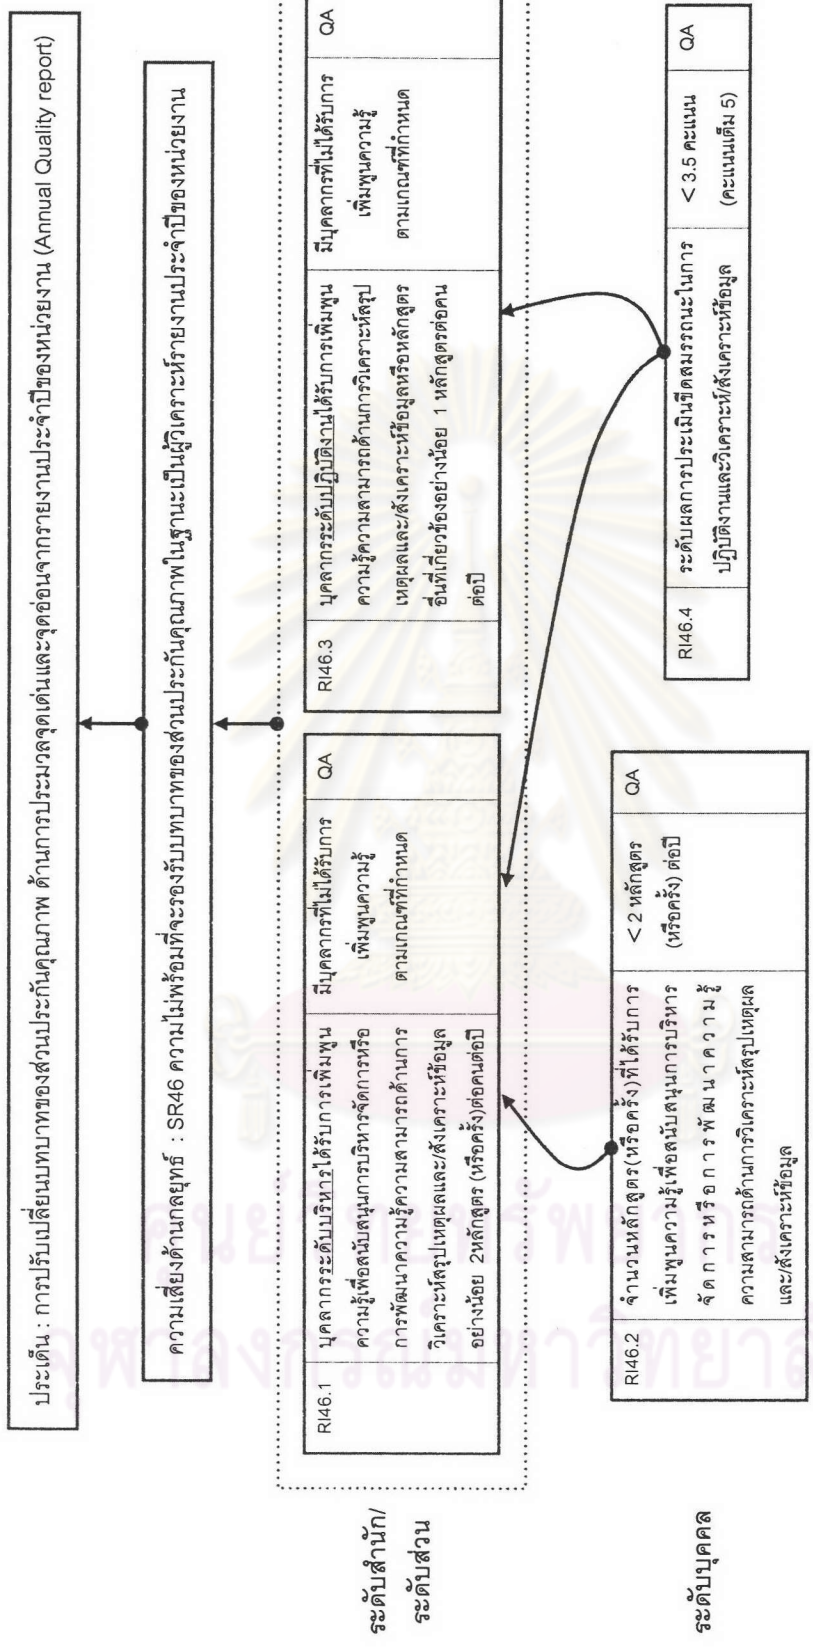 ประเด็น : การปรับเปลี่ยนบทบาทของส่วนประกันคุณภาพ ด้านการประมวลจุดเด่นและจุดอ่อนจากรายงานประจำปีของหน่วยงาน (Annual Quality report)
ความเสี่ยงด้านกลยุทธ์ : SR46 ความไม่พร้อมที่จะรองรับบทบาทของส่วนประกันคุณภาพในฐานะเป็นผู้วิเคราะห์รายงานประจำปีของหน่วยงาน
ระดับสำนัก/
ระดับส่วน
RI46.1
บุคลากรระดับบริหารได้รับการเพิ่มพูน
ความรู้เพื่อสนับสนุนการบริหารจัดการหรือ
การพัฒนาความรู้ความสามารถด้านการ
วิเคราะห์สรุปเหตุผลและ/สังเคราะห์ข้อมูล
อย่างน้อย 2หลักสูตร (หรือครั้ง)ต่อคนต่อปี
มีบุคลากรที่ไม่ได้รับการ
เพิ่มพูนความรู้
ตามเกณฑ์ที่กำหนด
QA
RI46.3
บุคลากรระดับปฏิบัติงานได้รับการเพิ่มพูน
ความรู้ความสามารถด้านการวิเคราะห์สรุป
เหตุผลและ/สังเคราะห์ข้อมูลหรือหลักสูตร
อื่นที่เกี่ยวข้องอย่างน้อย 1 หลักสูตรต่อคน
ต่อปี
มีบุคลากรที่ไม่ได้รับการ
เพิ่มพูนความรู้
ตามเกณฑ์ที่กำหนด
QA
ระดับบุคคล
RI46.2
จำนวนหลักสูตร(หรือครั้ง)ที่ได้รับการ
เพิ่มพูนความรู้เพื่อสนับสนุนการบริหาร
จัดการหรือการพัฒนาความรู้
ความสามารถด้านการวิเคราะห์สรุปเหตุผล
และ/สังเคราะห์ข้อมูล
< 2 หลักสูตร
(หรือครั้ง) ต่อปี
QA
RI46.4
ระดับผลการประเมินขีดสมรรถนะในการ
ปฏิบัติงานและวิเคราะห์/สังเคราะห์ข้อมูล
< 3.5 คะแนน
(คะแนนเต็ม 5)
QA